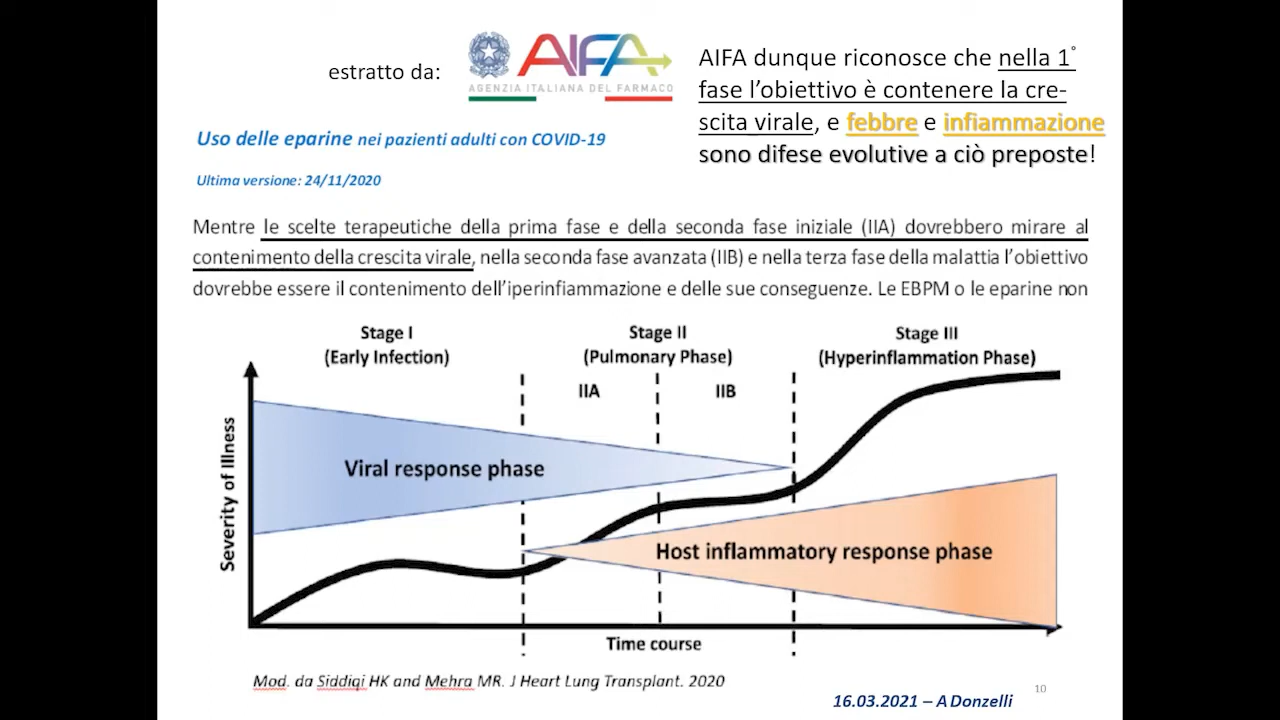 estratto da:
AIFA
AGENZIA ITALIANA DEL FARMACO
AIFA dunque riconosce che nella 1°
fase l'obiettivo è contenere la cre-
scita virale, e febbre e infiammazione
sono difese evolutive a ciò preposte!
Uso delle eparine nei pazienti adulti con COVID-19
Ultima versione: 24/11/2020
Mentre le scelte terapeutiche della prima fase e della seconda fase iniziale (IIA) dovrebbero mirare al
contenimento della crescita virale, nella seconda fase avanzata (IIB) e nella terza fase della malattia l'obiettivo
dovrebbe essere il contenimento dell'iperinfiammazione e delle sue conseguenze. Le EBPM o le eparine non
Stage I
(Early Infection)
Stage II
(Pulmonary Phase)
Stage III
(Hyperinflammation Phase)
IIA
IIB
Severity of Illness
Viral response phase
Host inflammatory response phase
Time course
Mod. da Siddiqi HK and Mehra MR. J Heart Lung Transplant. 2020
10
16.03.2021 – A Donzelli